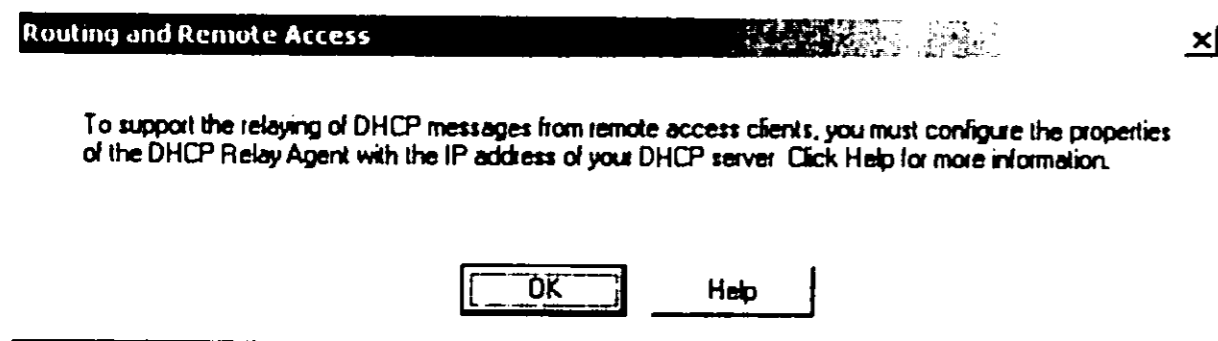 Routing and Remote Access
To support the relaying of DHCP messages from remote access clients, you must configure the properties
of the DHCP Relay Agent with the IP address of your DHCP server Click Help for more information.
OK
Help